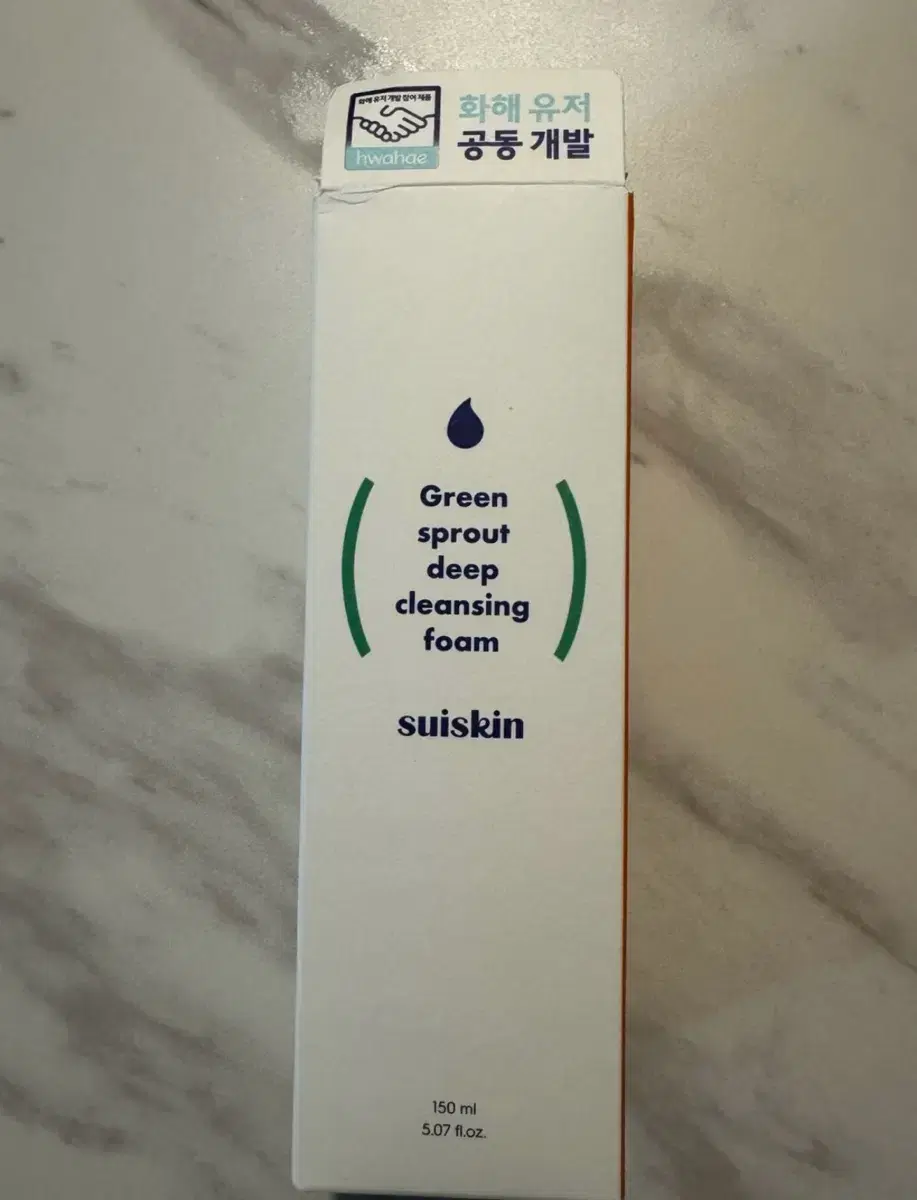 화해 유저 개발 참여 제품
hwahae
화해 유저
공동 개발
Green
sprout
deep
cleansing
foam
suiskin
150 ml
5.07 fl.oz.